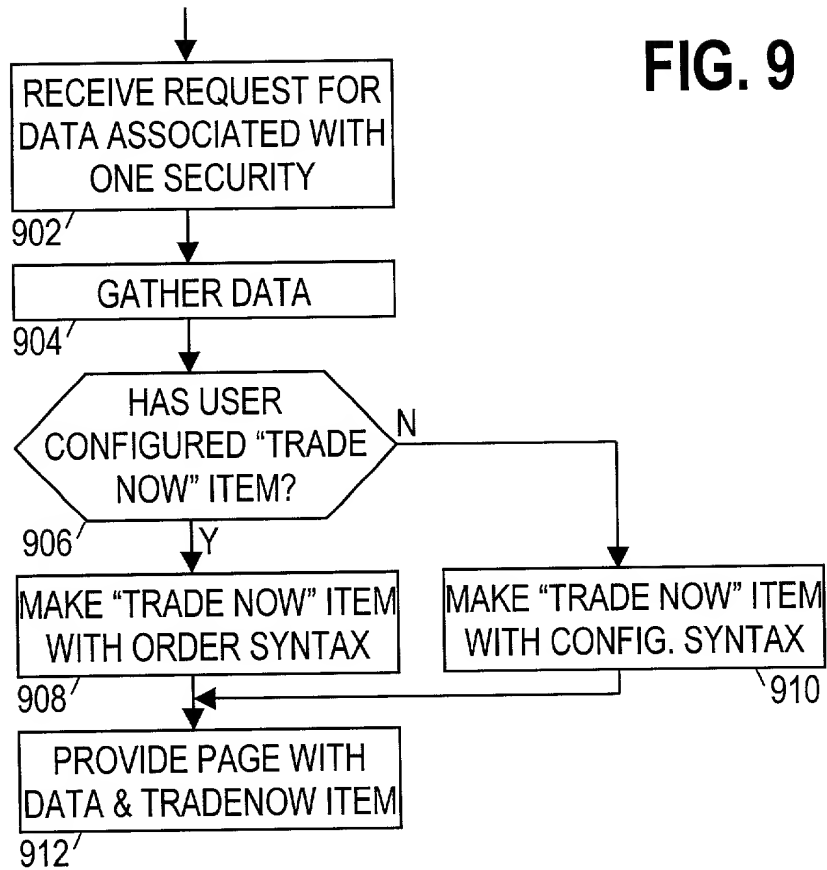 FIG. 9
RECEIVE REQUEST FOR
DATA ASSOCIATED WITH
ONE SECURITY
902
GATHER DATA
904
HAS USER
CONFIGURED “TRADE
NOW” ITEM?
N
906
Y
MAKE “TRADE NOW” ITEM
WITH ORDER SYNTAX
908
MAKE “TRADE NOW” ITEM
WITH CONFIG. SYNTAX
910
PROVIDE PAGE WITH
DATA & TRADENOW ITEM
912